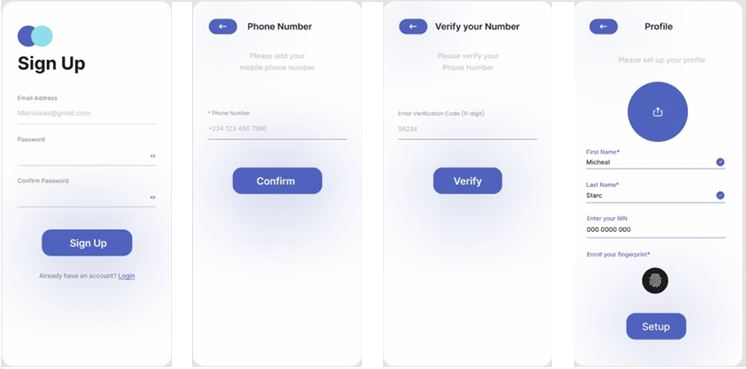 Sign Up
Email Address
Mainideas@gmail.com
Password
Confirm Password
Sign Up
Already have an account? Login
Phone Number
Please add your
mobile phone number
* Phone Number
+234 123 456 7890
Confirm
Verify your Number
Please verify your
Phone Number
Enter Verification Code (5-digit)
56234
Verify
Profile
Please set up your profile
First Name*
Micheal
Last Name*
Starc
Enter your NIN
000 0000 000
Enroll your fingerprint*
Setup